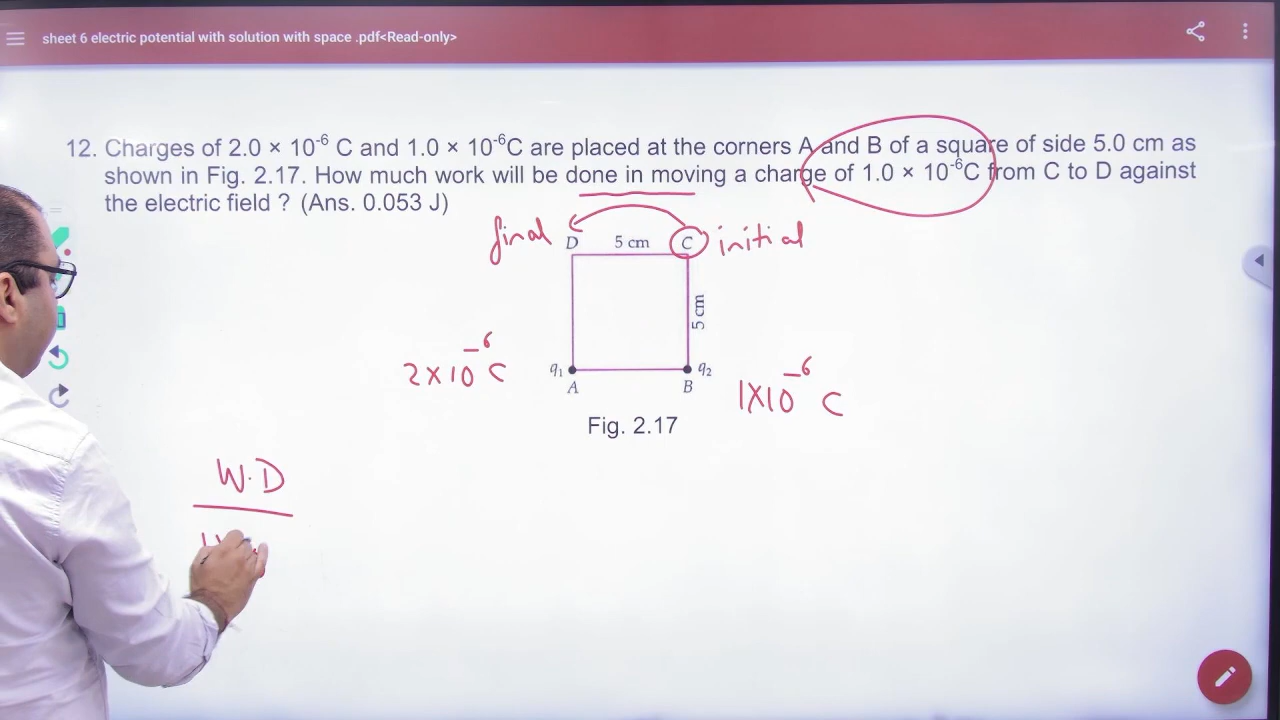 sheet 6 electric potential with solution with space .pdf<Read-only>
12. Charges of 2.0 × 10⁻⁶ C and 1.0 × 10⁻⁶C are placed at the corners A and B of a square of side 5.0 cm as
shown in Fig. 2.17. How much work will be done in moving a charge of 1.0 × 10⁻⁶C from C to D against
the electric field ? (Ans. 0.053 J)
final D 5 cm C initial
5 cm
2×10⁻⁶ C q₁ q₂
A B 1×10⁻⁶ C
Fig. 2.17
W.D